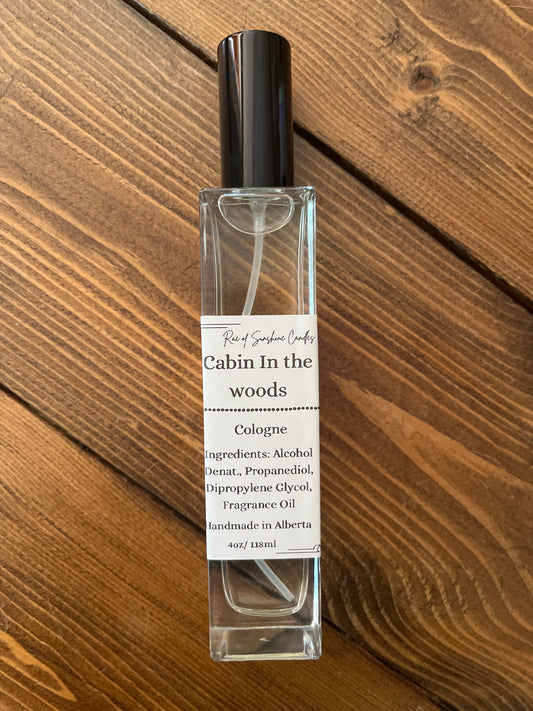 Rae of Sunshine Candles
Cabin In the
woods
Cologne
Ingredients: Alcohol
Denat., Propanediol,
Dipropylene Glycol,
Fragrance Oil
Handmade in Alberta
4oz/ 118ml